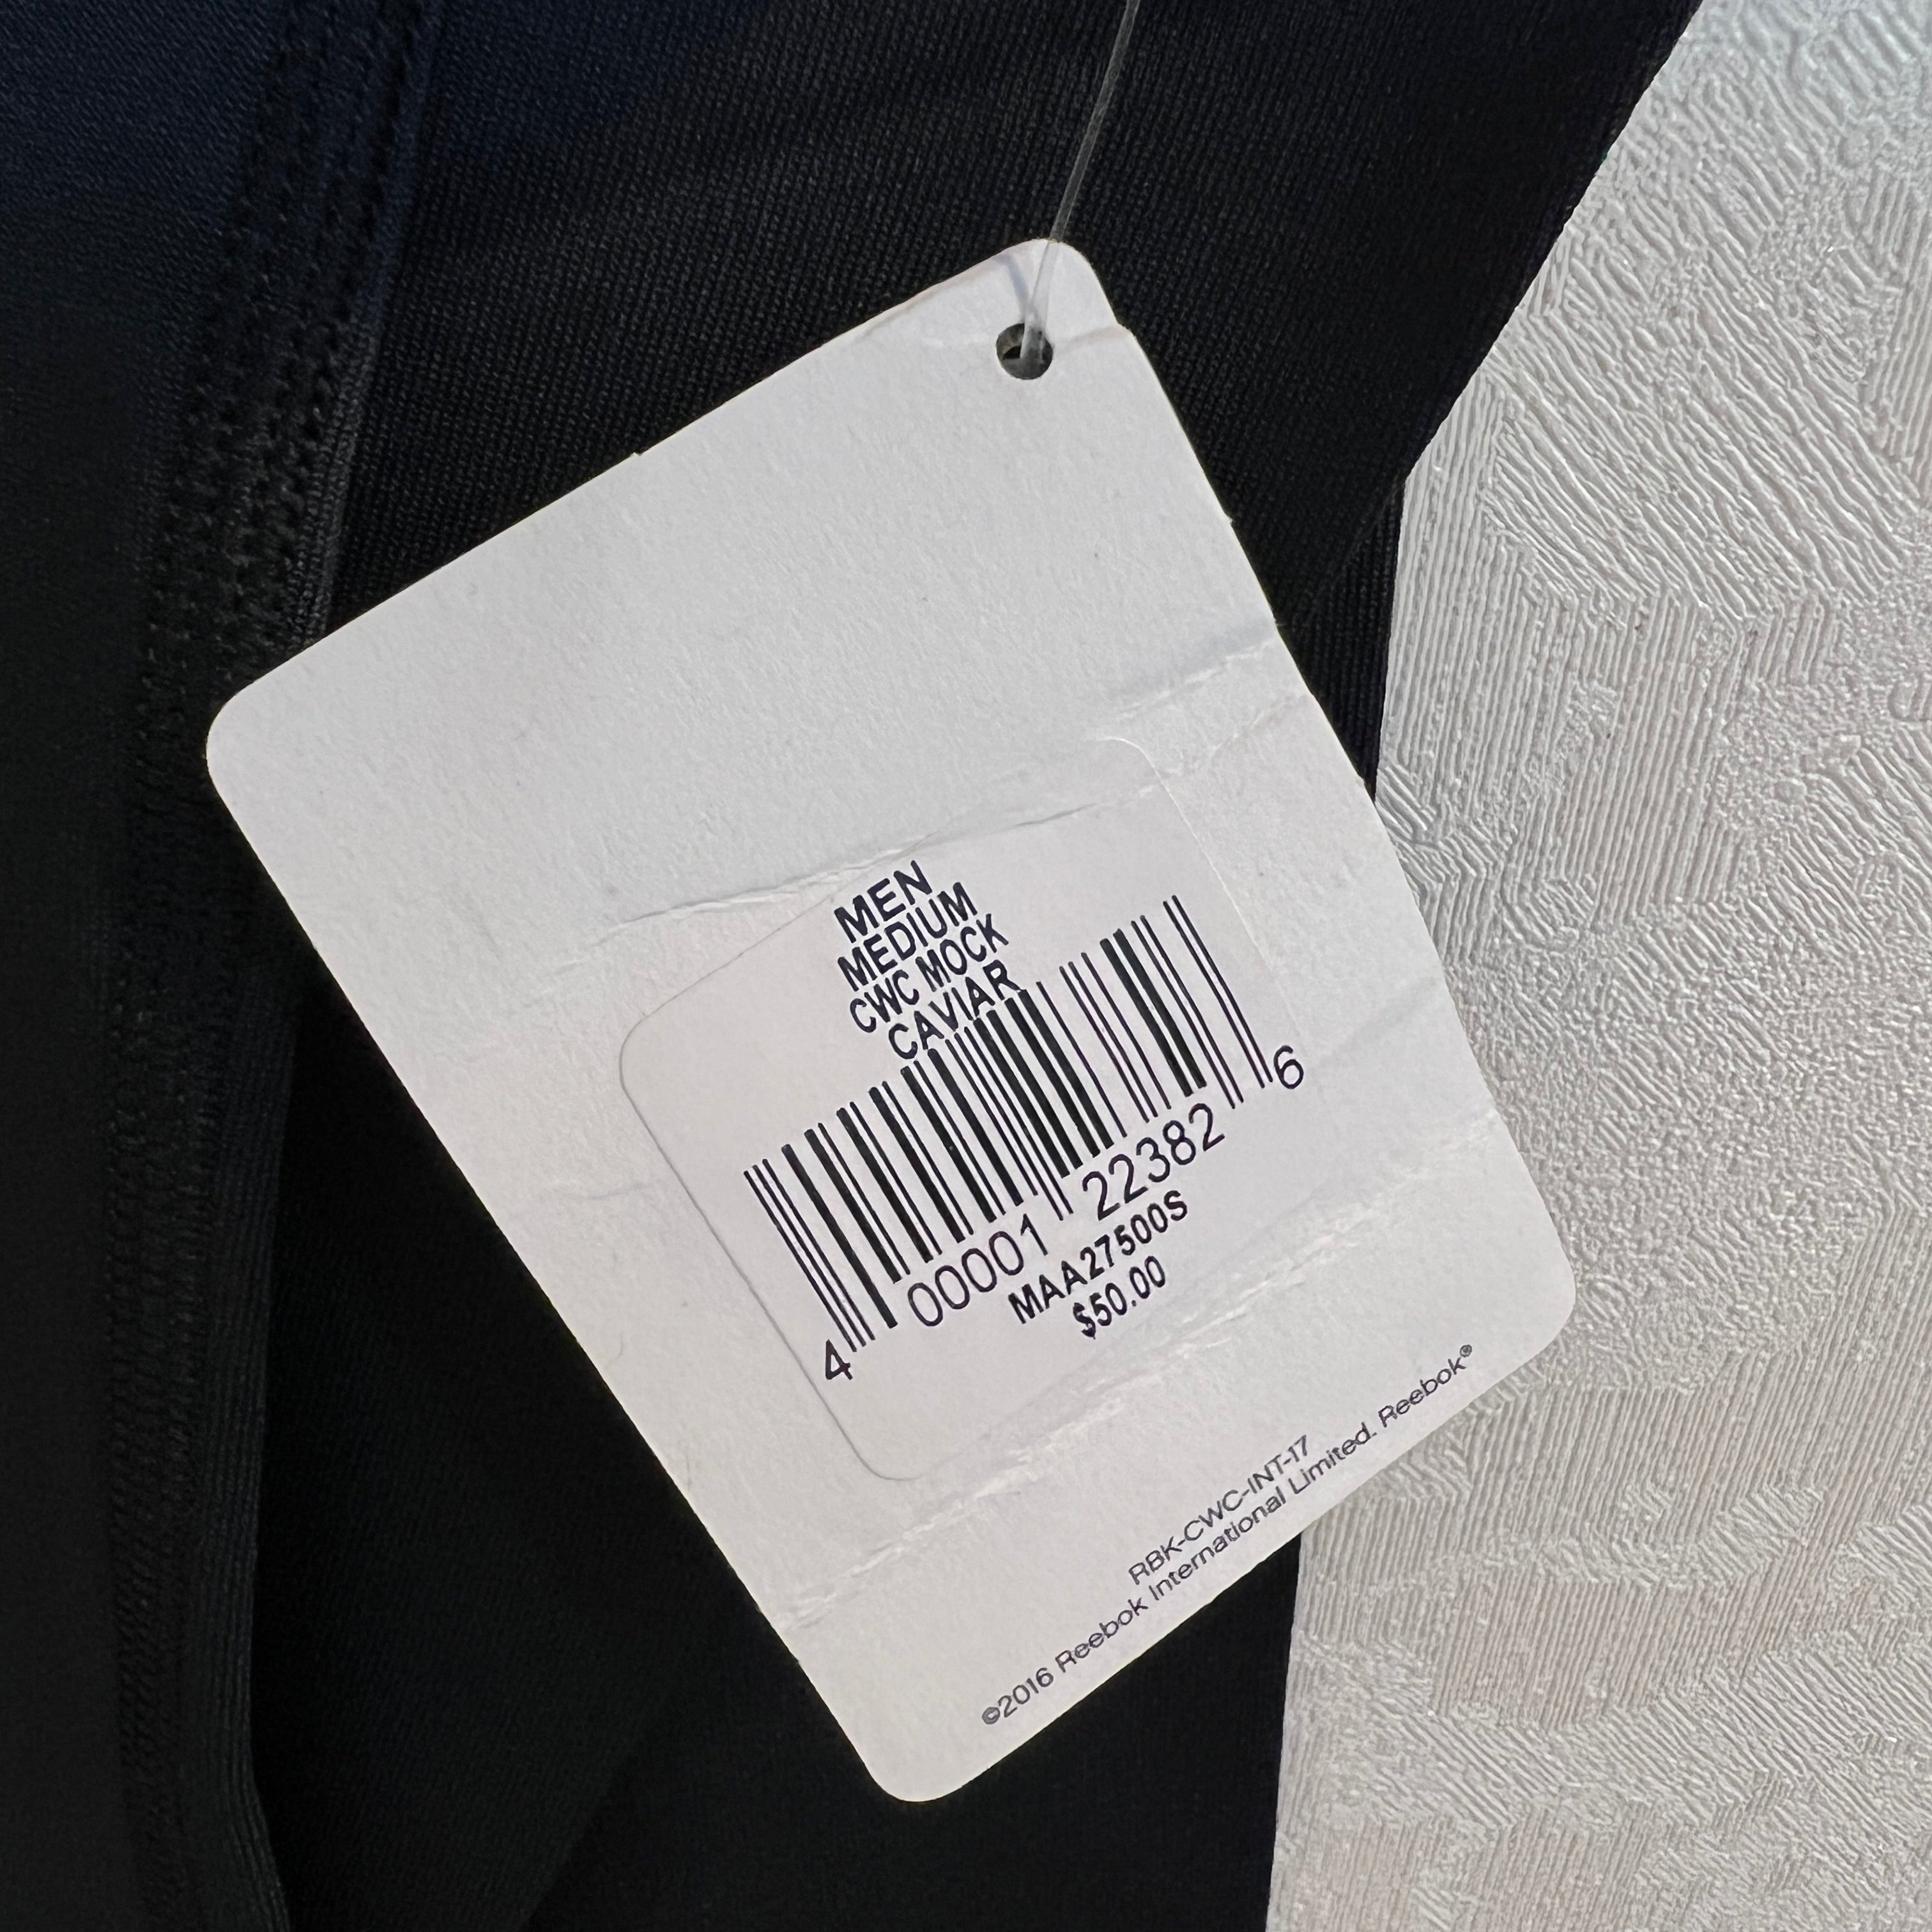 MEN
MEDIUM
CWC MOCK
CAVIAR
4 00001 22382 6
MAA27500S
$50.00
RBK-CWC-INT-17
©2016 Reebok International Limited. Reebok®